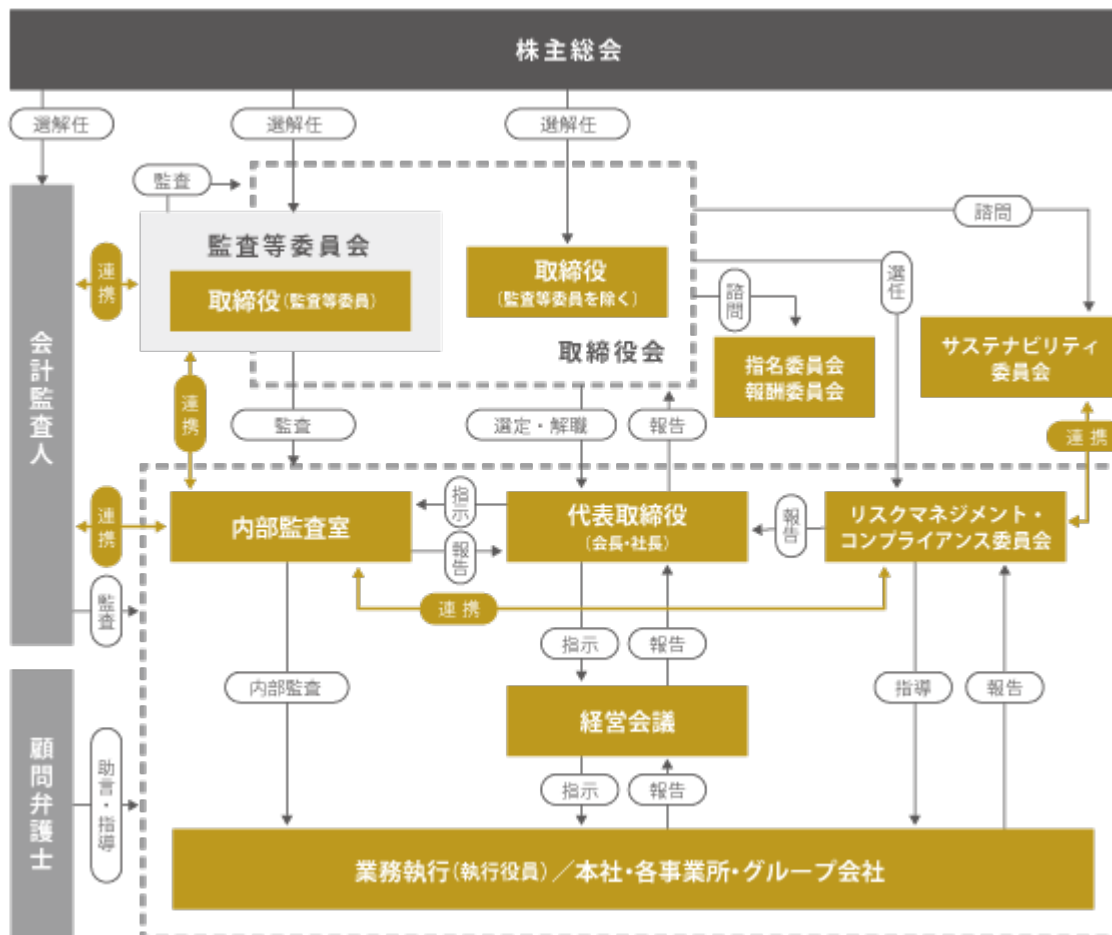 株主総会
選解任
選解任
選解任
監査
諮問
監査等委員会
取締役(監査等委員)
取締役
(監査等委員を除く)
取締役会
連携
選任
諮問
指名委員会
報酬委員会
サステナビリティ
委員会
会計監査人
連携
監査
選定・解職
報告
連携
連携
内部監査室
指示
報告
代表取締役
(会長・社長)
報告
リスクマネジメント・
コンプライアンス委員会
監査
連携
内部監査
指示
報告
指導
報告
経営会議
顧問弁護士
助言・指導
指示
報告
業務執行(執行役員)／本社・各事業所・グループ会社